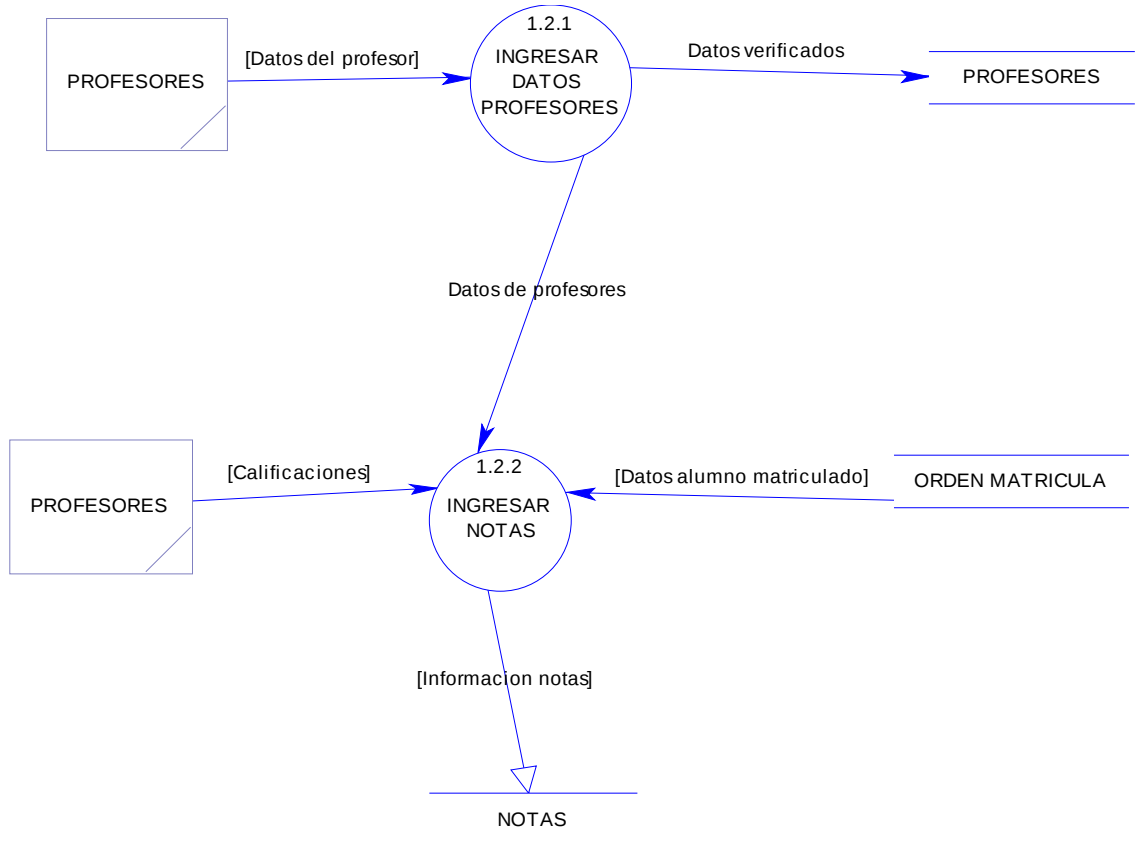 1.2.1
INGRESAR
DATOS
PROFESORES
PROFESORES
[Datos del profesor]
Datos verificados
PROFESORES
Datos de profesores
1.2.2
INGRESAR
NOTAS
PROFESORES
[Calificaciones]
[Datos alumno matriculado]
ORDEN MATRICULA
[Informacion notas]
NOTAS